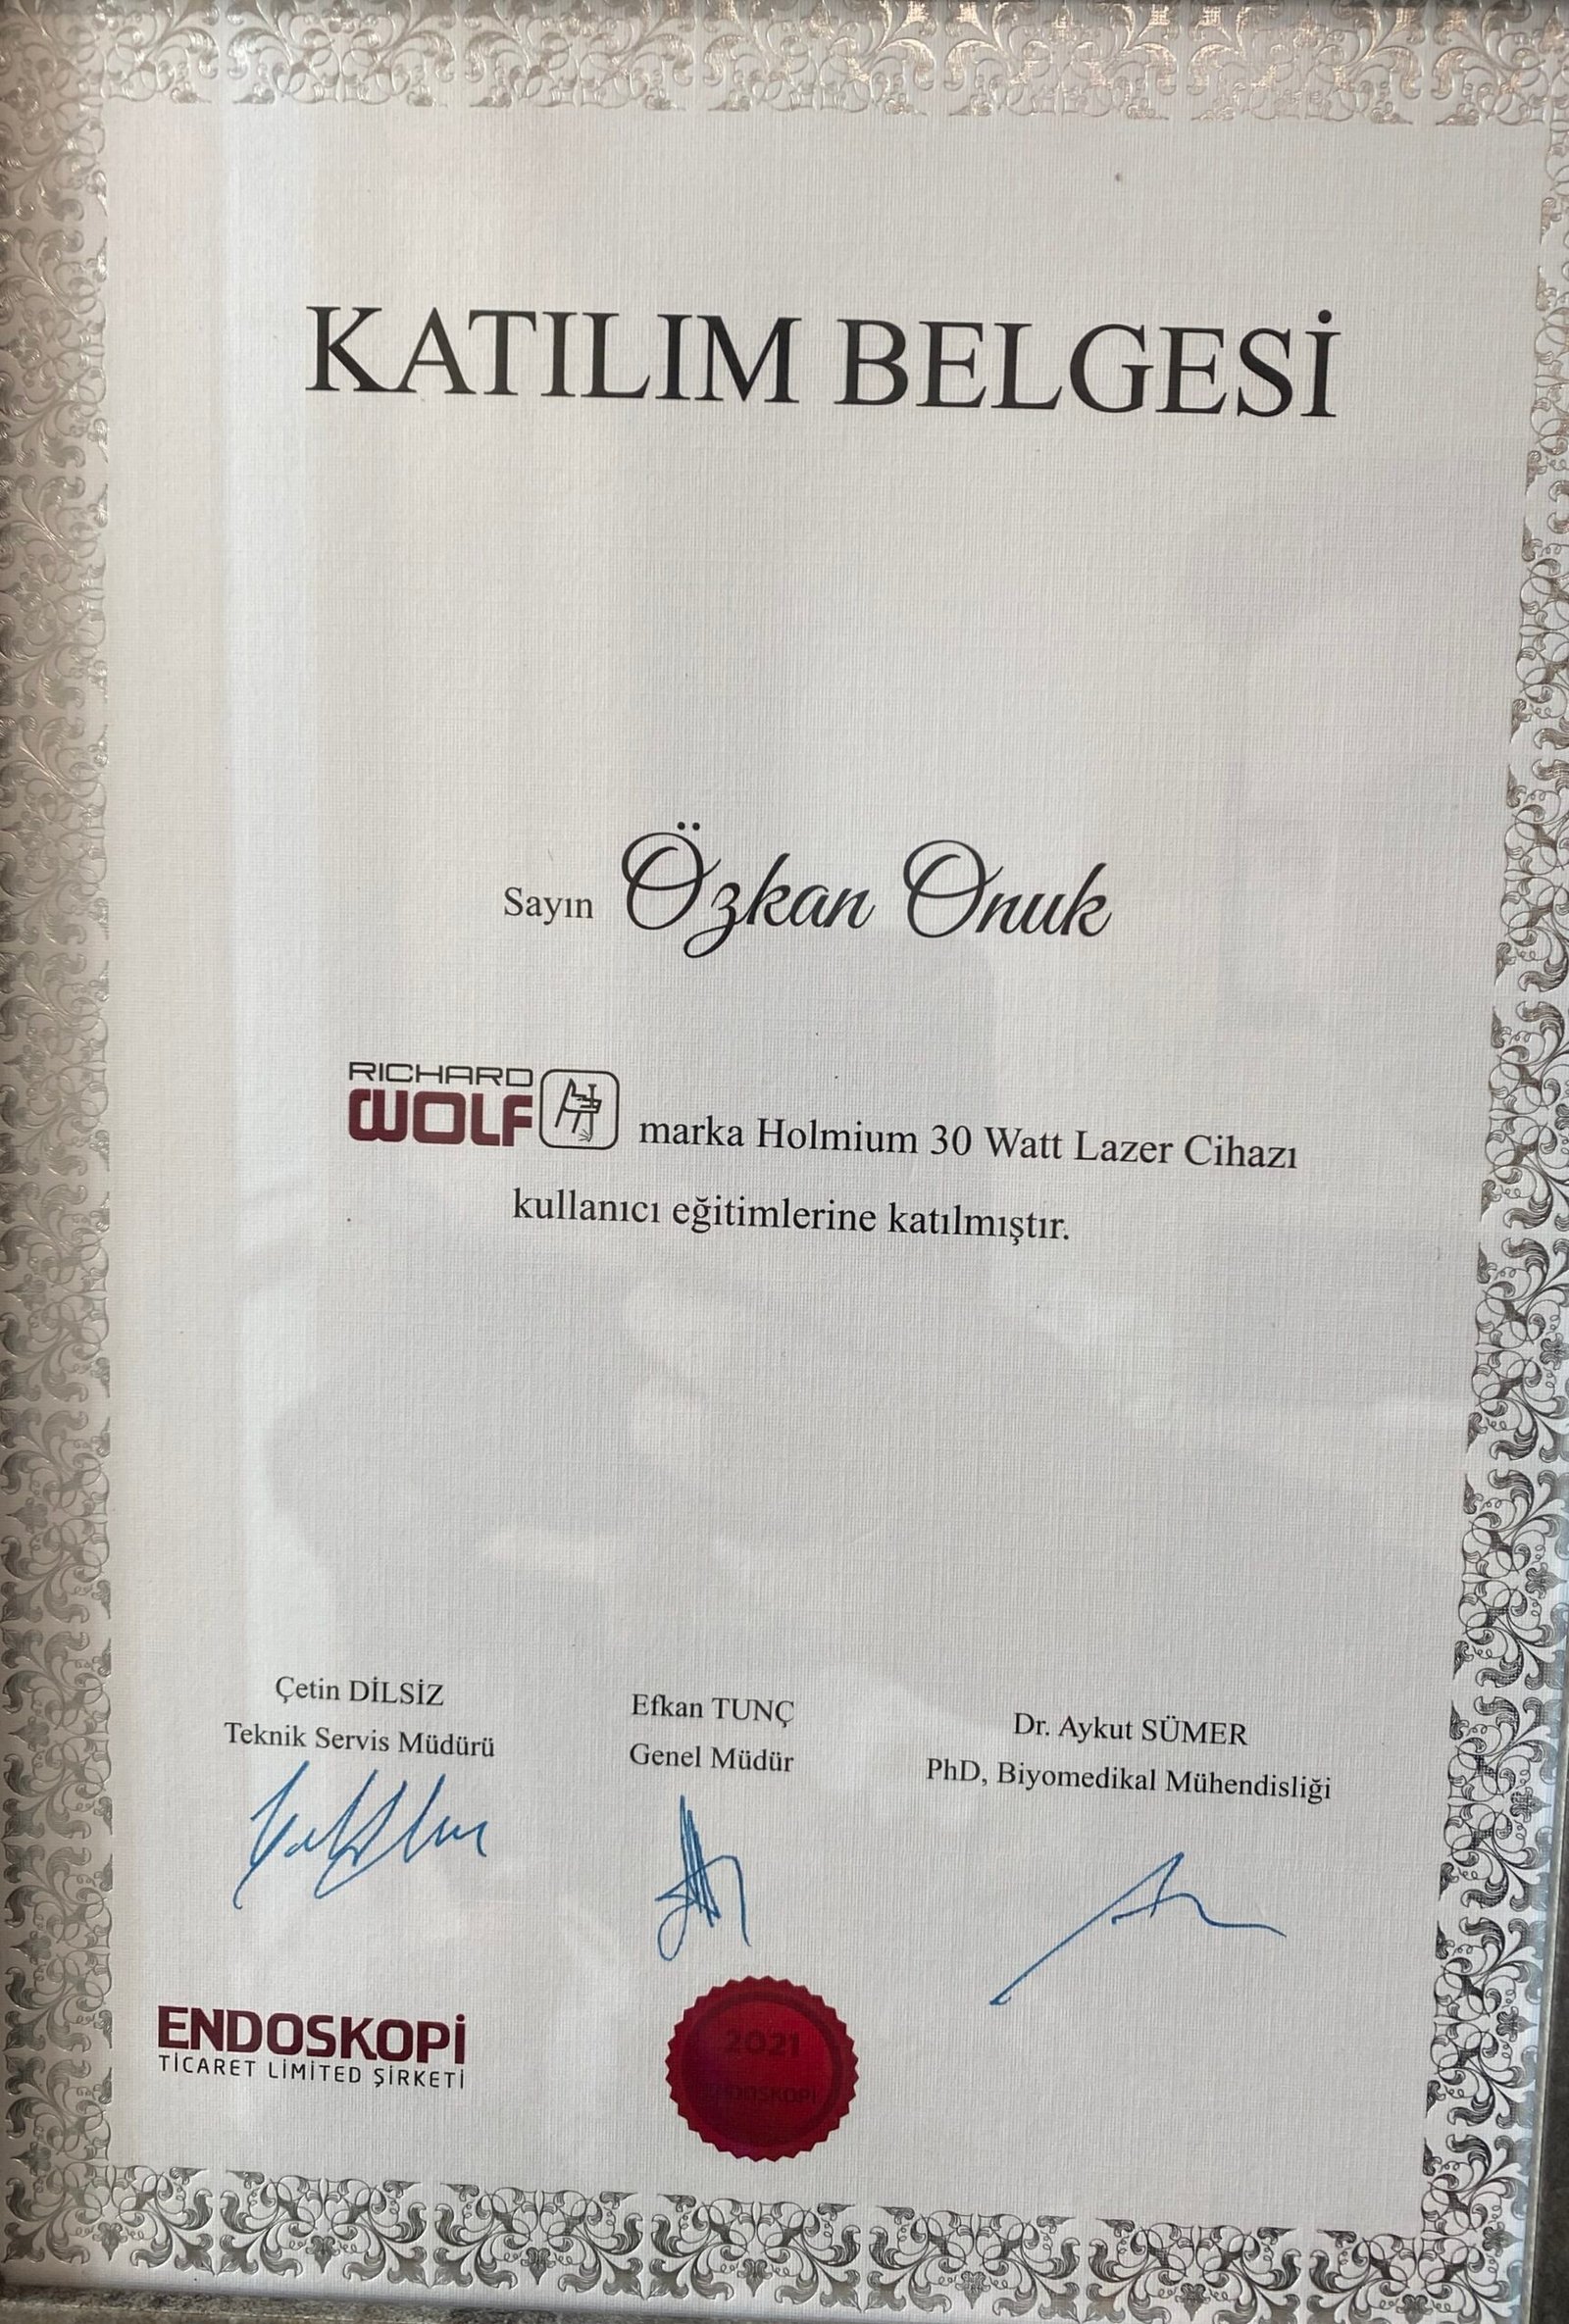 KATILIM BELGESİ
Sayın Özkan Onuk
RICHARD
WOLF marka Holmium 30 Watt Lazer Cihazı
kullanıcı eğitimlerine katılmıştır.
Çetin DİLSİZ
Teknik Servis Müdürü
Efkan TUNÇ
Genel Müdür
Dr. Aykut SÜMER
PhD, Biyomedikal Mühendisliği
ENDOSKOPİ
TİCARET LİMİTED ŞİRKETİ
2021
ENDOSKOPİ